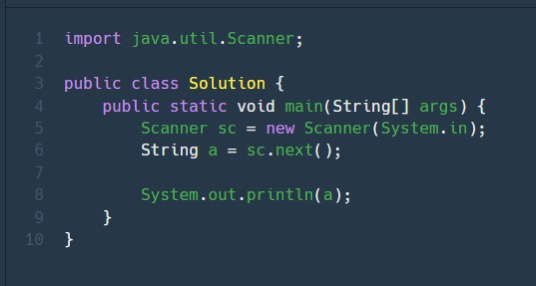 1 import java.util.Scanner;
2
3 public class Solution {
4     public static void main(String[] args) {
5         Scanner sc = new Scanner(System.in);
6         String a = sc.next();
7
8         System.out.println(a);
9     }
10 }